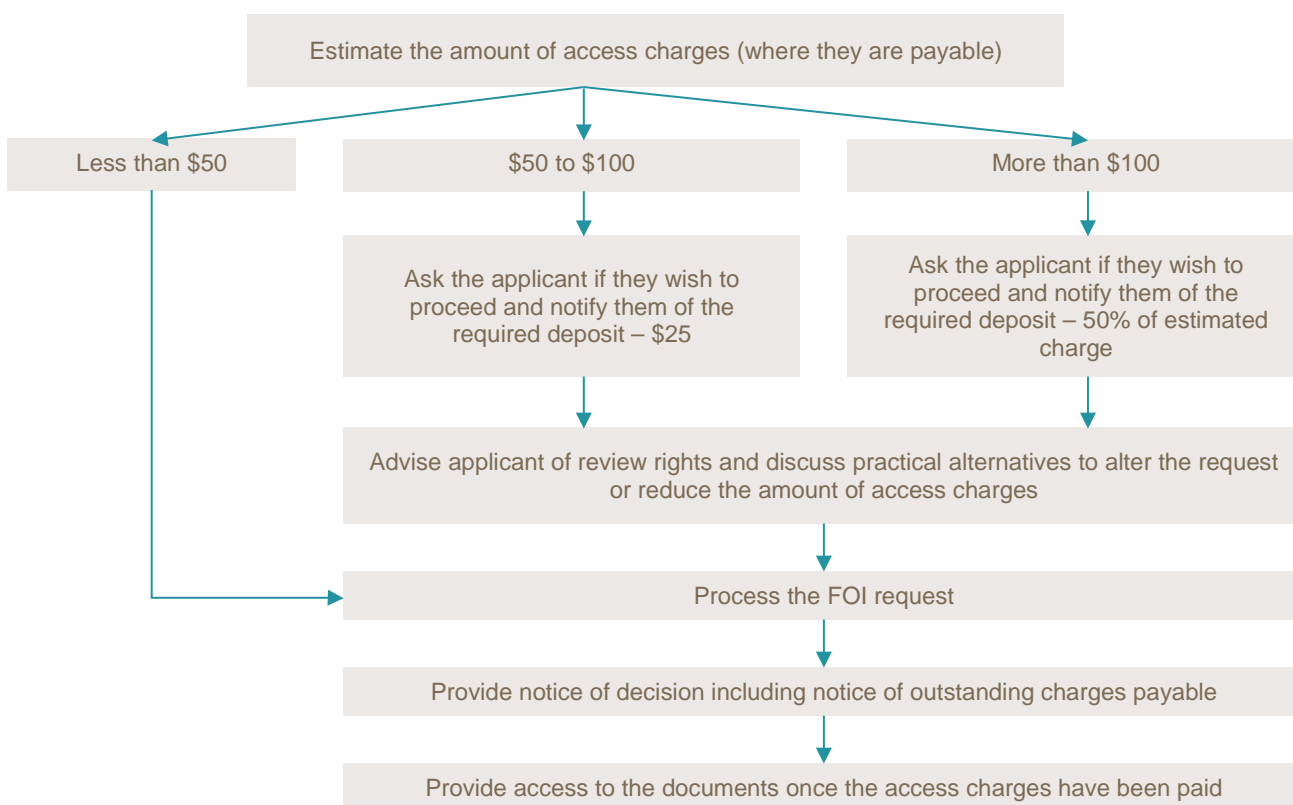 Estimate the amount of access charges (where they are payable)
Less than $50
$50 to $100
More than $100
Ask the applicant if they wish to
proceed and notify them of the
required deposit – $25
Ask the applicant if they wish to
proceed and notify them of the
required deposit – 50% of estimated
charge
Advise applicant of review rights and discuss practical alternatives to alter the request
or reduce the amount of access charges
Process the FOI request
Provide notice of decision including notice of outstanding charges payable
Provide access to the documents once the access charges have been paid